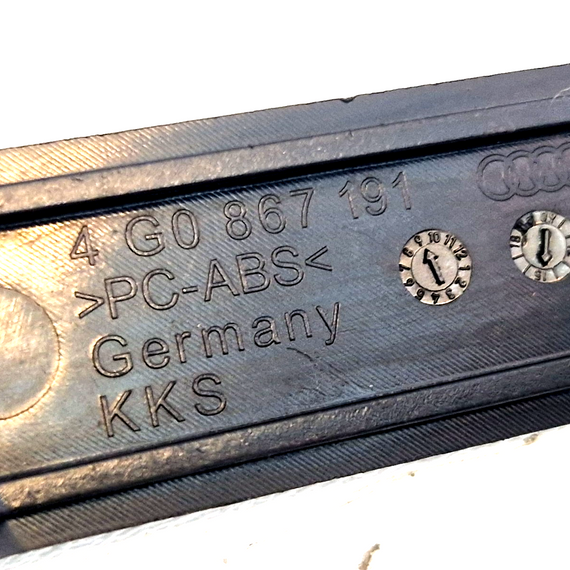 4 G0 867 191
>PC-ABS<
Germany
KKS